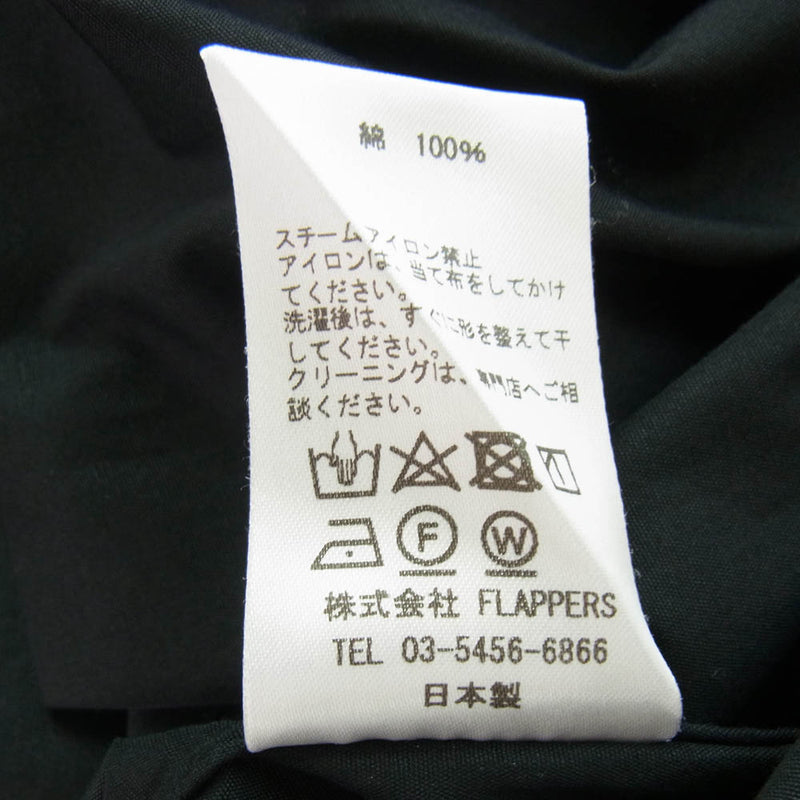 綿 100%
スチームアイロン禁止
アイロンは、当て布をしてかけ
てください。
洗濯後は、すぐに形を整えて干
してください。
クリーニングは、専門店へご相
談ください。
F W
株式会社 FLAPPERS
TEL 03-5456-6866
日本製